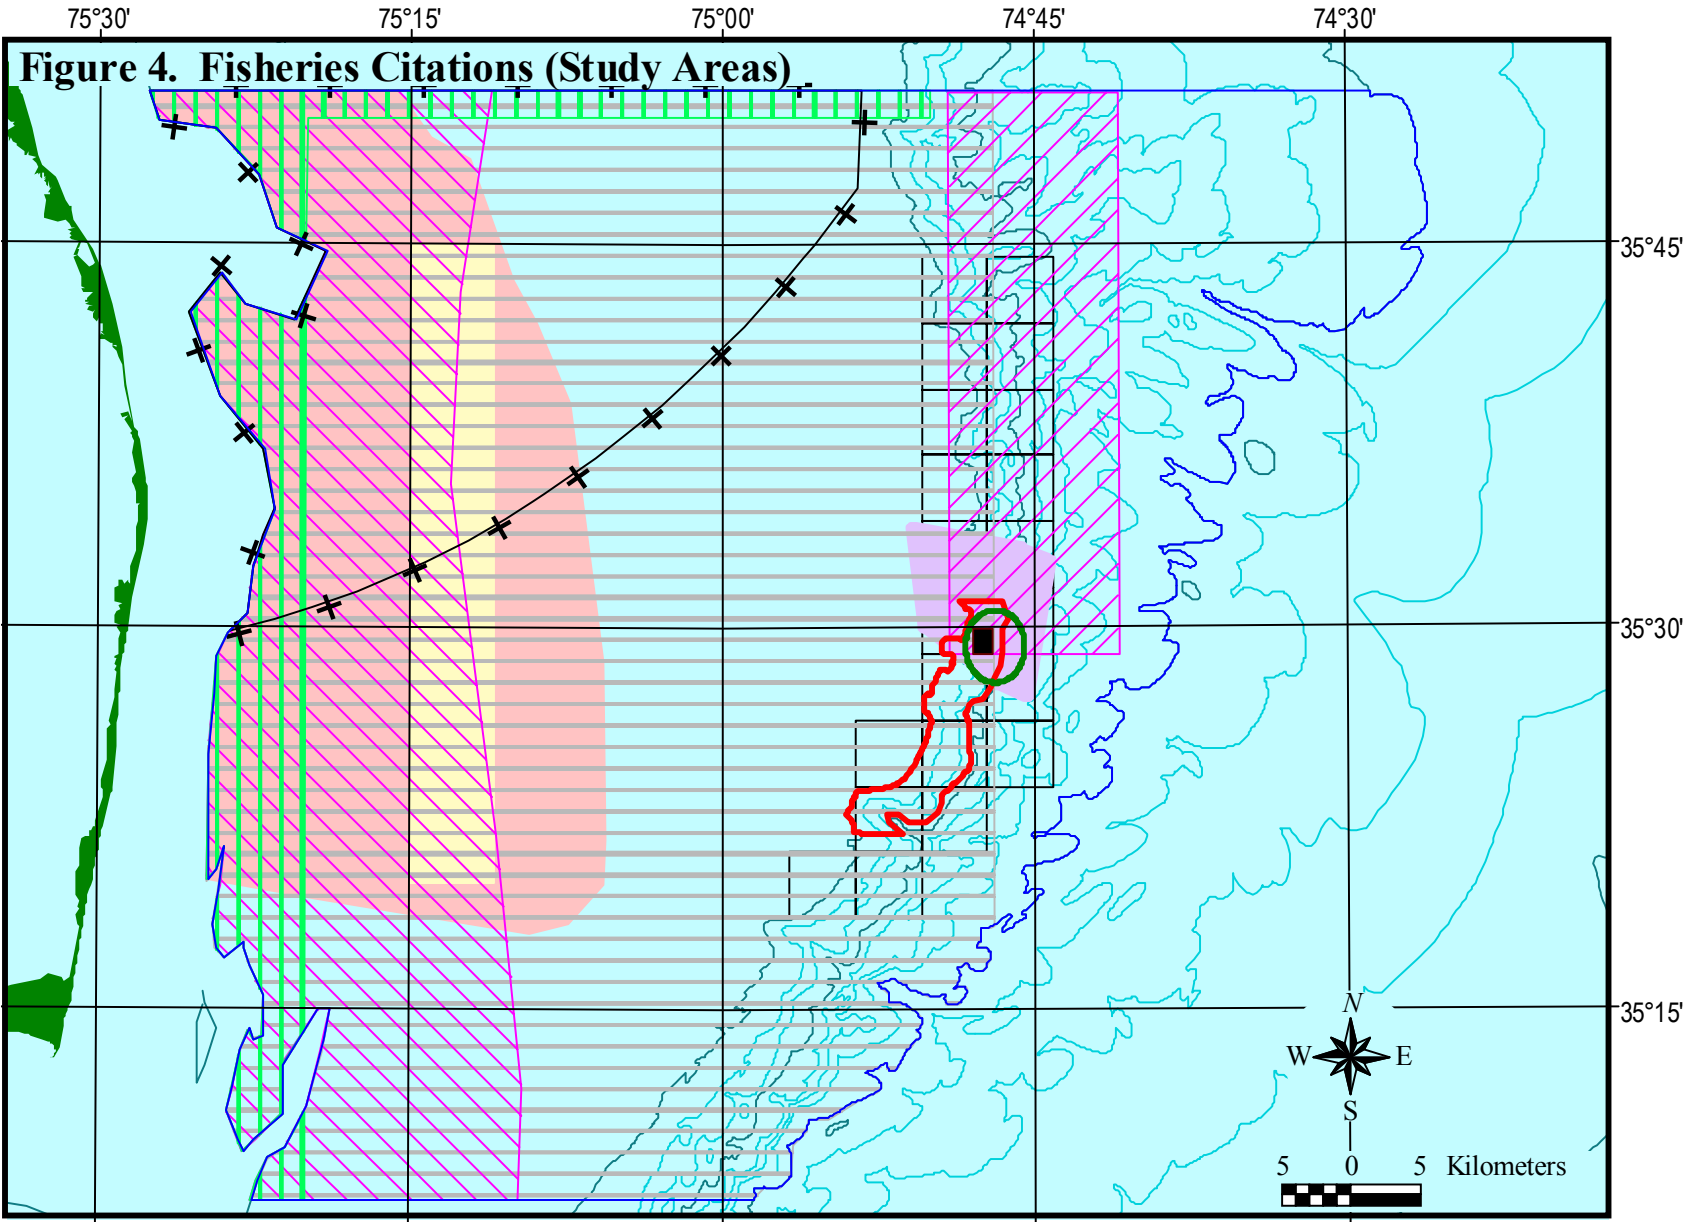 75°30' 75°15' 75°00' 74°45' 74°30'
Figure 4. Fisheries Citations (Study Areas)
35°45'
35°30'
35°15'
N
W E
S
5 0 5 Kilometers